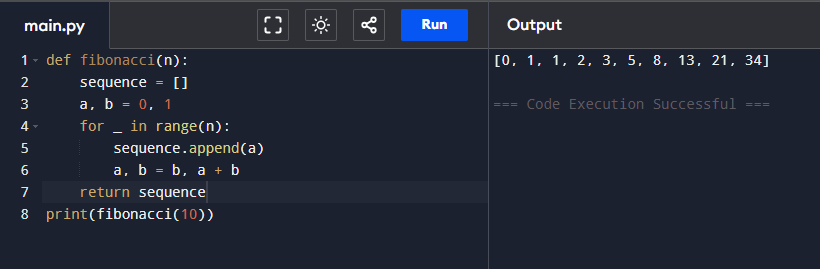 main.py
Run
1 def fibonacci(n):
2     sequence = []
3     a, b = 0, 1
4     for _ in range(n):
5         sequence.append(a)
6         a, b = b, a + b
7     return sequence
8 print(fibonacci(10))
Output
[0, 1, 1, 2, 3, 5, 8, 13, 21, 34]
=== Code Execution Successful ===